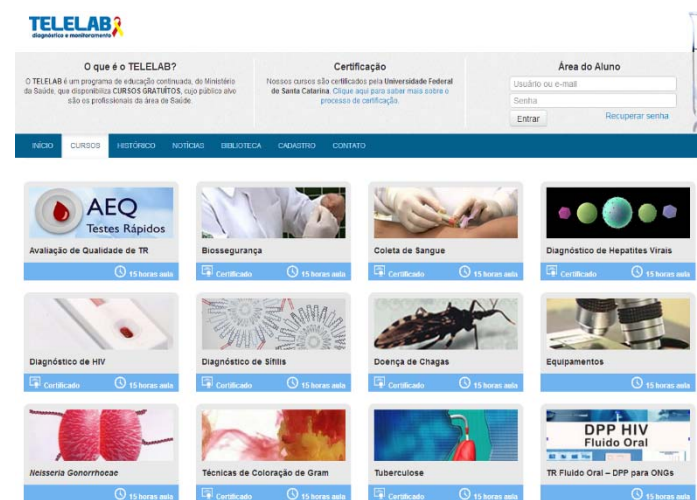 TELELAB
diagnóstico e monitoramento
O que é o TELELAB?
O TELELAB é um programa de educação continuada, do Ministério
da Saúde, que disponibiliza CURSOS GRATUÍTOS, cujo público alvo
são os profissionais da área de Saúde.
Certificação
Nossos cursos são certificados pela Universidade Federal
de Santa Catarina. Clique aqui para saber mais sobre o
processo de certificação.
Área do Aluno
Usuário ou e-mail
Senha
Entrar
Recuperar senha
INÍCIO CURSOS HISTÓRICO NOTÍCIAS BIBLIOTECA CADASTRO CONTATO
AEQ
Testes Rápidos
Avaliação de Qualidade de TR
15 horas aula
Biossegurança
Certificado 15 horas aula
Coleta de Sangue
Certificado 15 horas aula
Diagnóstico de Hepatites Virais
Certificado 15 horas aula
Diagnóstico de HIV
Certificado 15 horas aula
Diagnóstico de Sífilis
Certificado 15 horas aula
Doença de Chagas
Certificado 15 horas aula
Equipamentos
15 horas aula
Neisseria Gonorrhoeae
15 horas aula
Técnicas de Coloração de Gram
Certificado 15 horas aula
Tuberculose
Certificado 15 horas aula
DPP HIV
Fluido Oral
TR Fluido Oral – DPP para ONGs
15 horas aula